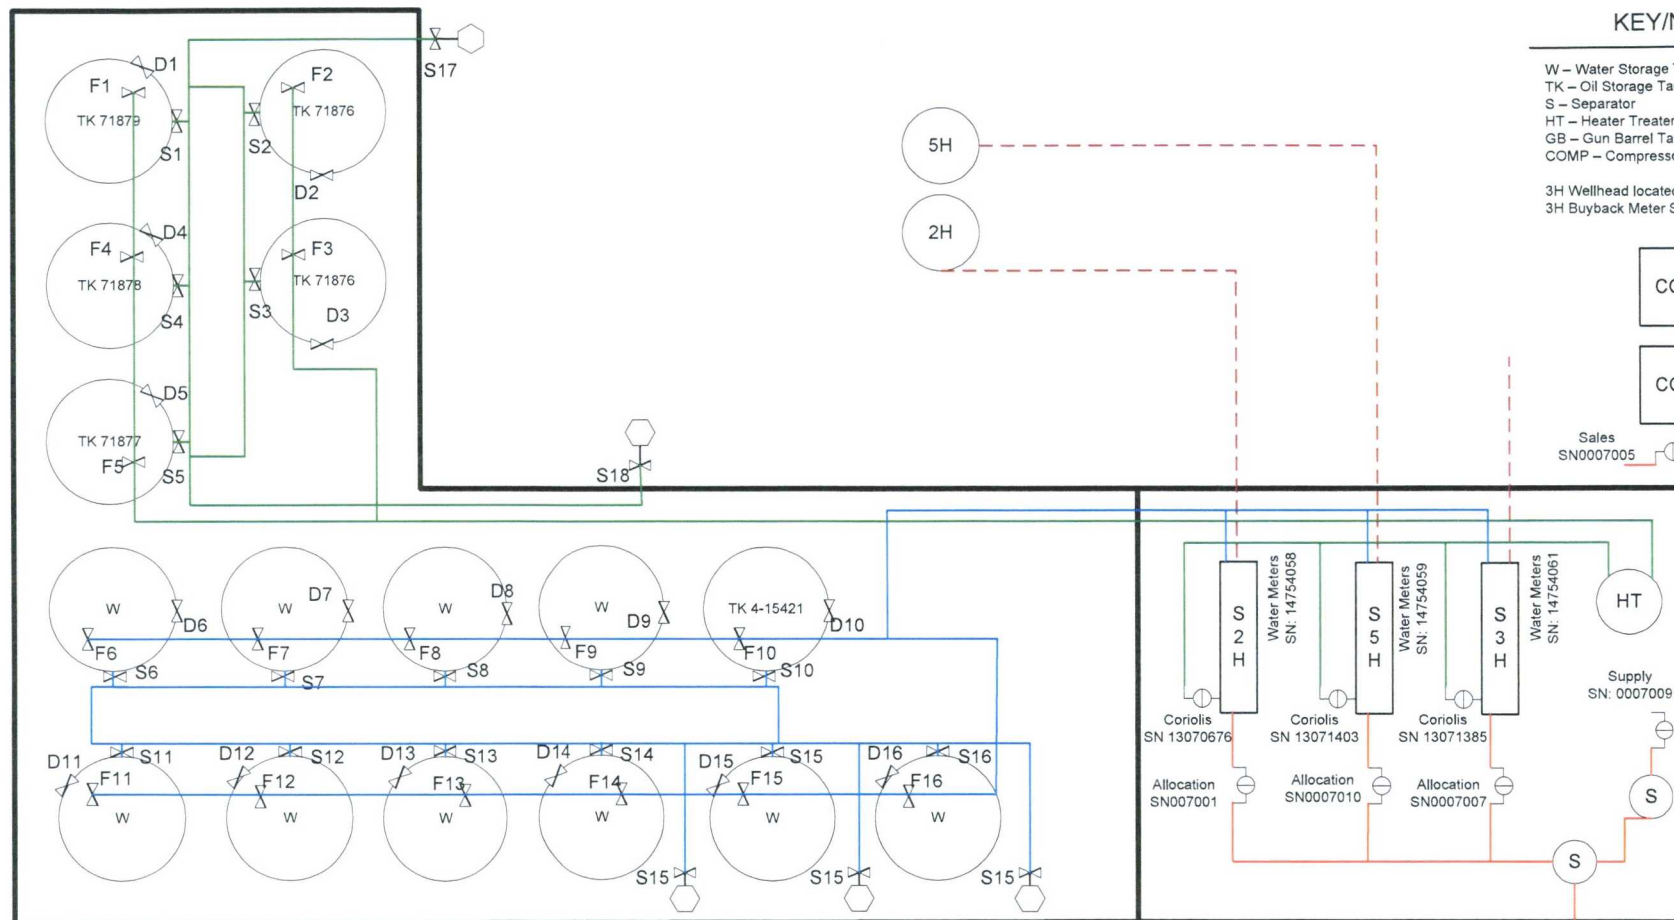 KEY/N
W – Water Storage
TK – Oil Storage Ta
S – Separator
HT – Heater Treater
GB – Gun Barrel Ta
COMP – Compresso
3H Wellhead located
3H Buyback Meter S
CO
CO
Sales
SN0007005
S17
D1
F1
TK 71879
S1
S2
F2
TK 71876
D2
D4
F4
TK 71878
S4
S3
F3
TK 71876
D3
D5
TK 71877
F5
S5
S18
5H
2H
W
D6
F6
S6
W
D7
F7
S7
W
D8
F8
S8
W
D9
F9
S9
TK 4-15421
D10
F10
S10
D11
S11
F11
W
D12
S12
F12
W
D13
S13
F13
W
D14
S14
F14
W
D15
S15
F15
W
D16
S16
F16
W
S15
S15
S15
S
2
H
Water Meters
SN: 14754058
S
5
H
Water Meters
SN: 14754059
S
3
H
Water Meters
SN: 14754061
HT
Coriolis
SN 13070676
Coriolis
SN 13071403
Coriolis
SN 13071385
Supply
SN: 0007009
Allocation
SN007001
Allocation
SN0007010
Allocation
SN0007007
S
S